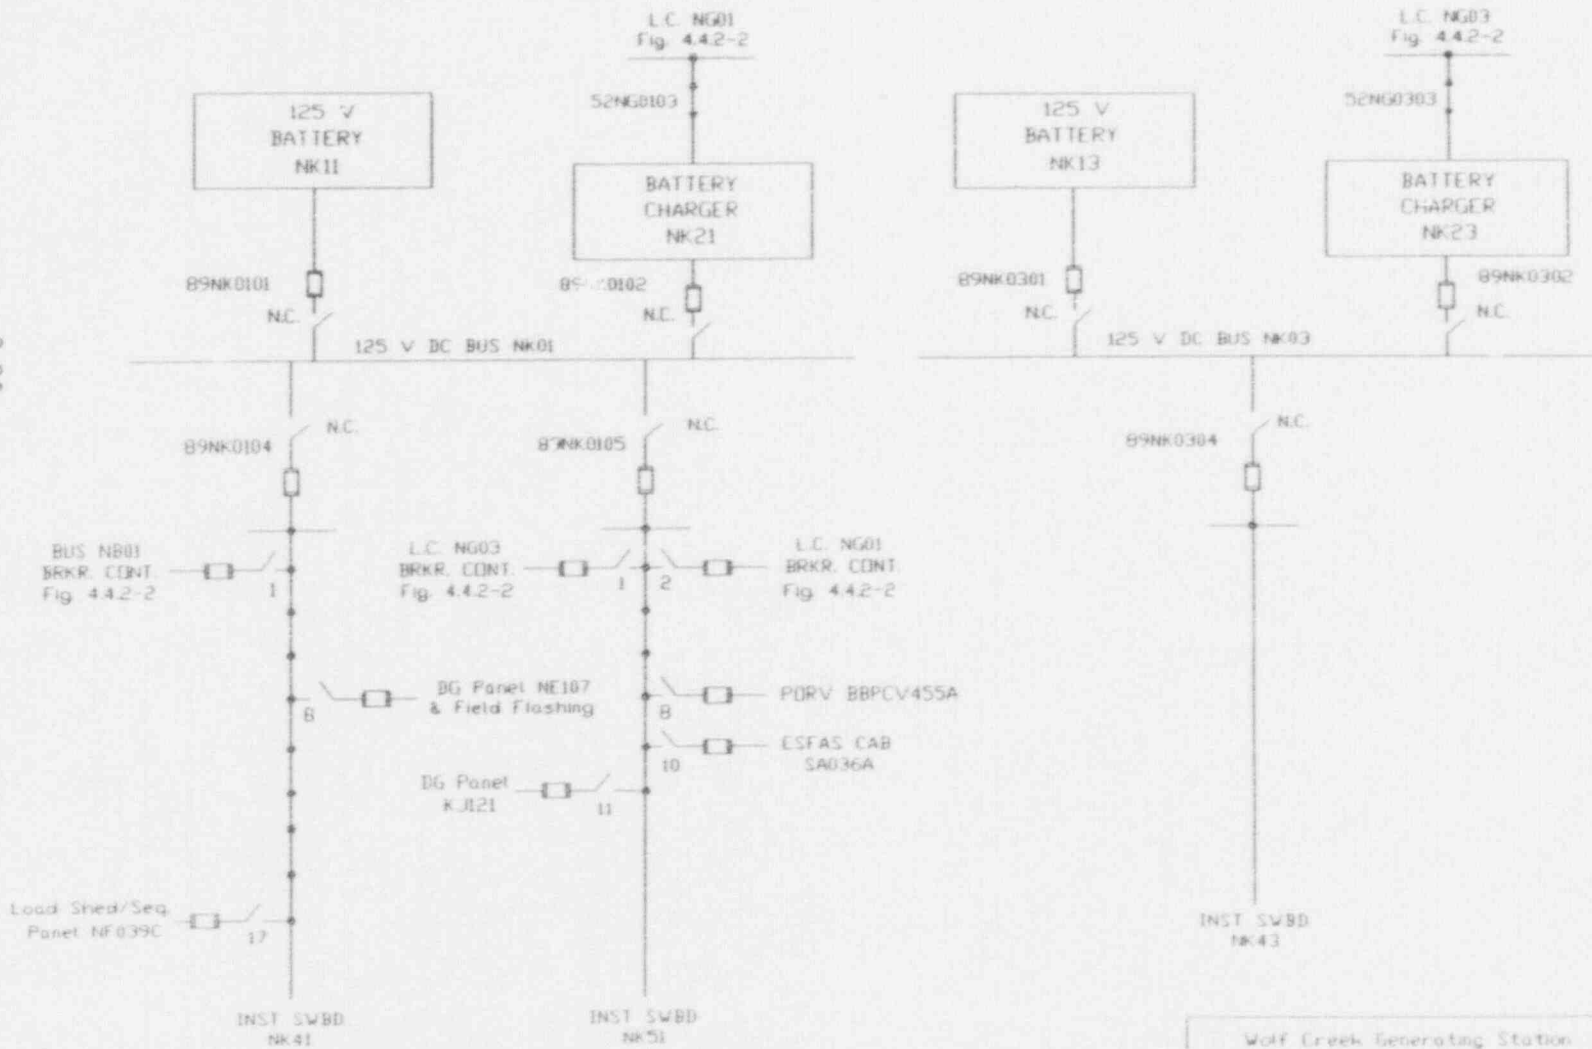 L.C. NG01
Fig. 4.4.2-2
L.C. NG03
Fig. 4.4.2-2
52NG0103
52NG0303
125 V
BATTERY
NK11
BATTERY
CHARGER
NK21
125 V
BATTERY
NK13
BATTERY
CHARGER
NK23
89NK0101
N.C.
0102
N.C.
89NK0301
N.C.
89NK0302
N.C.
125 V DC BUS NK01
125 V DC BUS NK03
89NK0104
N.C.
89NK0105
N.C.
89NK0304
N.C.
BUS NB01
BRKR. CONT.
Fig. 4.4.2-2
1
L.C. NG03
BRKR. CONT.
Fig. 4.4.2-2
1
2
L.C. NG01
BRKR. CONT.
Fig. 4.4.2-2
6
DG Panel NE107
& Field Flashing
8
PORV BBPCV455A
10
ESFAS CAB
SA036A
DG Panel
KJ121
11
Load Shed/Seq.
Panel NF039C
17
INST SWBD
NK41
INST SWBD
NK51
INST SWBD
NK43
Wolf Creek Generating Station